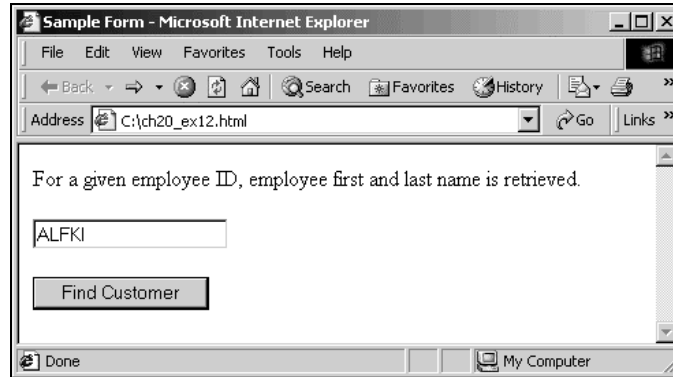 Sample Form - Microsoft Internet Explorer
File Edit View Favorites Tools Help
Back Search Favorites History »
Address C:\ch20_ex12.html Go Links »
For a given employee ID, employee first and last name is retrieved.
ALFKI
Find Customer
Done My Computer